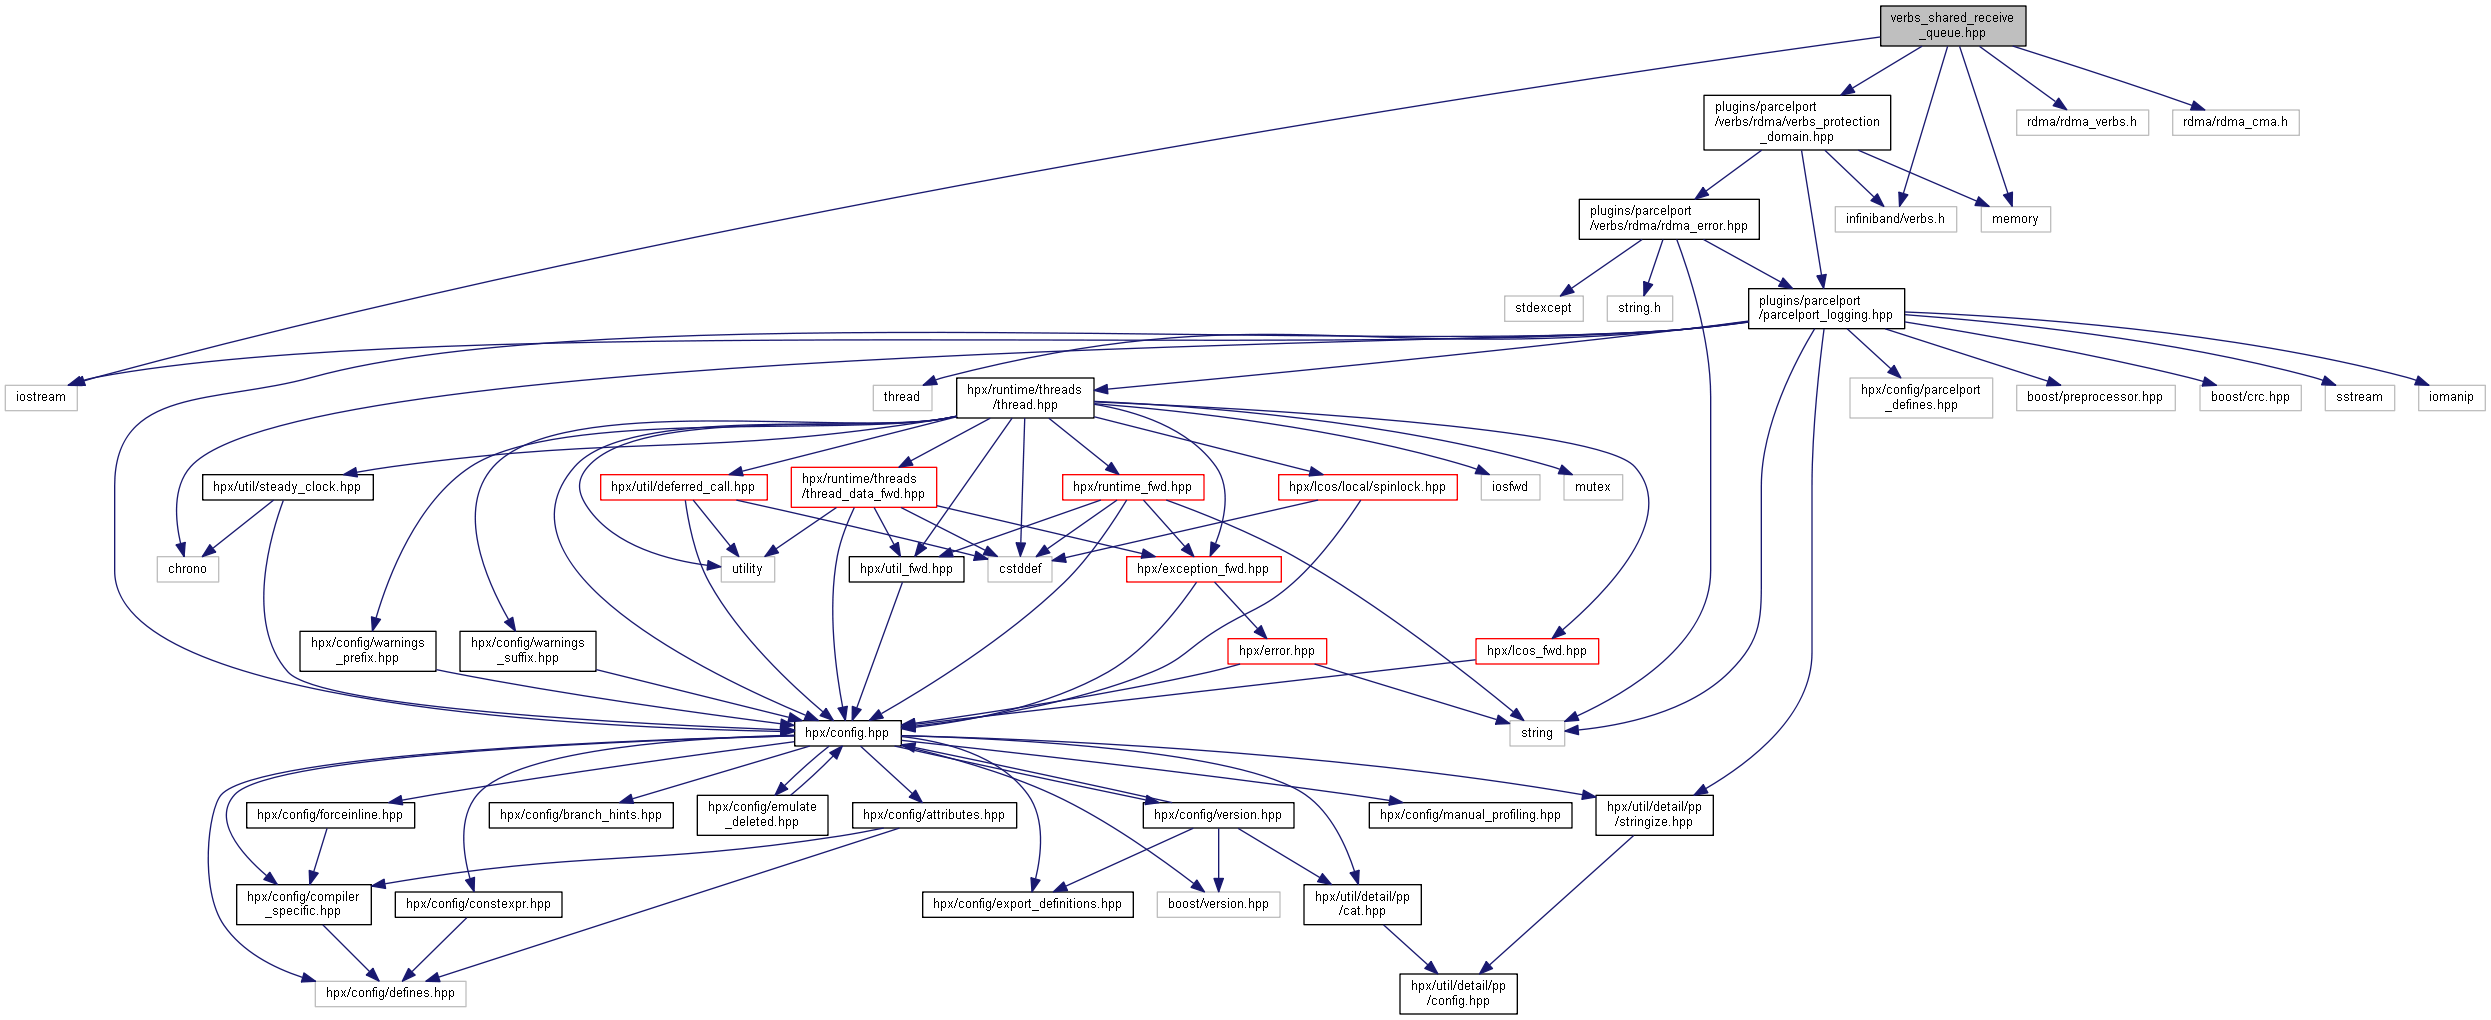 verbs_shared_receive
_queue.hpp
plugins/parcelport
/verbs/rdma/verbs_protection
_domain.hpp
rdma/rdma_verbs.h
rdma/rdma_cma.h
plugins/parcelport
/verbs/rdma/rdma_error.hpp
infiniband/verbs.h
memory
stdexcept
string.h
plugins/parcelport
/parcelport_logging.hpp
iostream
thread
hpx/runtime/threads
/thread.hpp
hpx/config/parcelport
_defines.hpp
boost/preprocessor.hpp
boost/crc.hpp
sstream
iomanip
hpx/util/steady_clock.hpp
hpx/util/deferred_call.hpp
hpx/runtime/threads
/thread_data_fwd.hpp
hpx/runtime_fwd.hpp
hpx/lcos/local/spinlock.hpp
iosfwd
mutex
chrono
utility
hpx/util_fwd.hpp
cstddef
hpx/exception_fwd.hpp
hpx/config/warnings
_prefix.hpp
hpx/config/warnings
_suffix.hpp
hpx/error.hpp
hpx/lcos_fwd.hpp
hpx/config.hpp
string
hpx/config/forceinline.hpp
hpx/config/branch_hints.hpp
hpx/config/emulate
_deleted.hpp
hpx/config/attributes.hpp
hpx/config/version.hpp
hpx/config/manual_profiling.hpp
hpx/util/detail/pp
/stringize.hpp
hpx/config/compiler
_specific.hpp
hpx/config/constexpr.hpp
hpx/config/export_definitions.hpp
boost/version.hpp
hpx/util/detail/pp
/cat.hpp
hpx/config/defines.hpp
hpx/util/detail/pp
/config.hpp